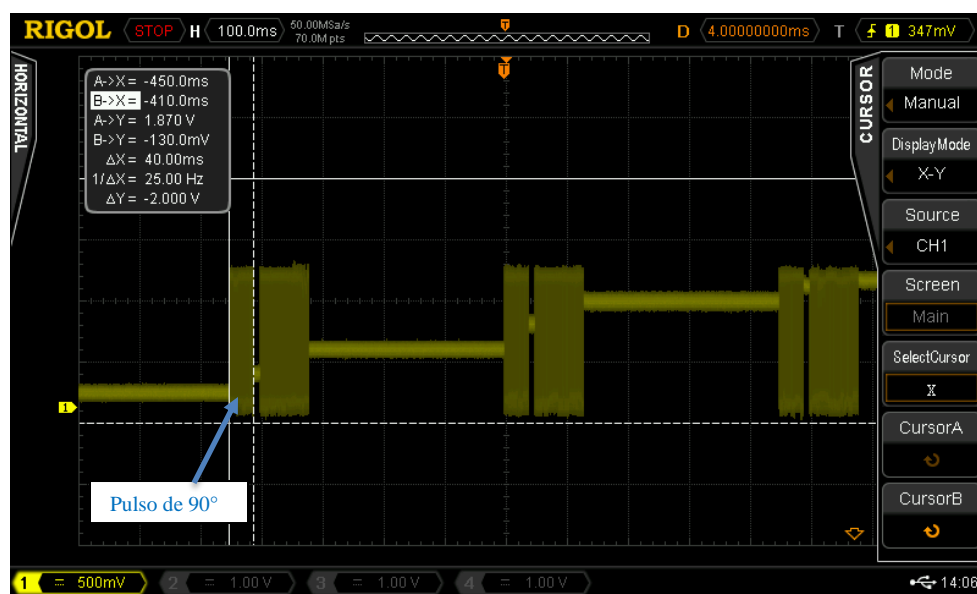 RIGOL STOP H 100.0ms 50.00MSa/s 70.0M pts D 4.00000000ms T 1 347mV
HORIZONTAL
A->X = -450.0ms
B->X = -410.0ms
A->Y = 1.870 V
B->Y = -130.0mV
ΔX = 40.00ms
1/ΔX = 25.00 Hz
ΔY = -2.000 V
T
1
Pulso de 90°
CURSOR
Mode
Manual
DisplayMode
X-Y
Source
CH1
Screen
Main
SelectCursor
X
CursorA
CursorB
1 = 500mV 2 = 1.00 V 3 = 1.00 V 4 = 1.00 V 14:06